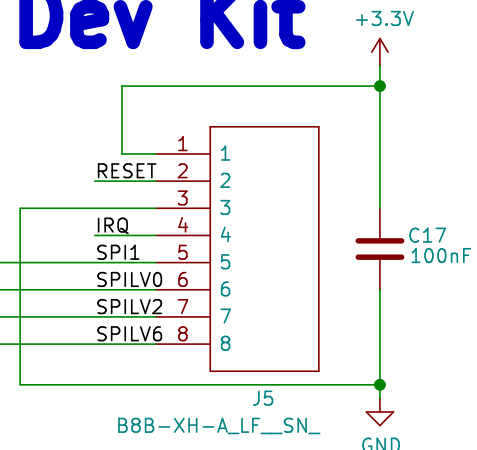 Dev Kit
+3.3V
1 1
RESET 2 2
3 3
IRQ 4 4
SPI1 5 5
SPILV0 6 6
SPILV2 7 7
SPILV6 8 8
C17
100nF
J5
B8B-XH-A_LF__SN_
GND